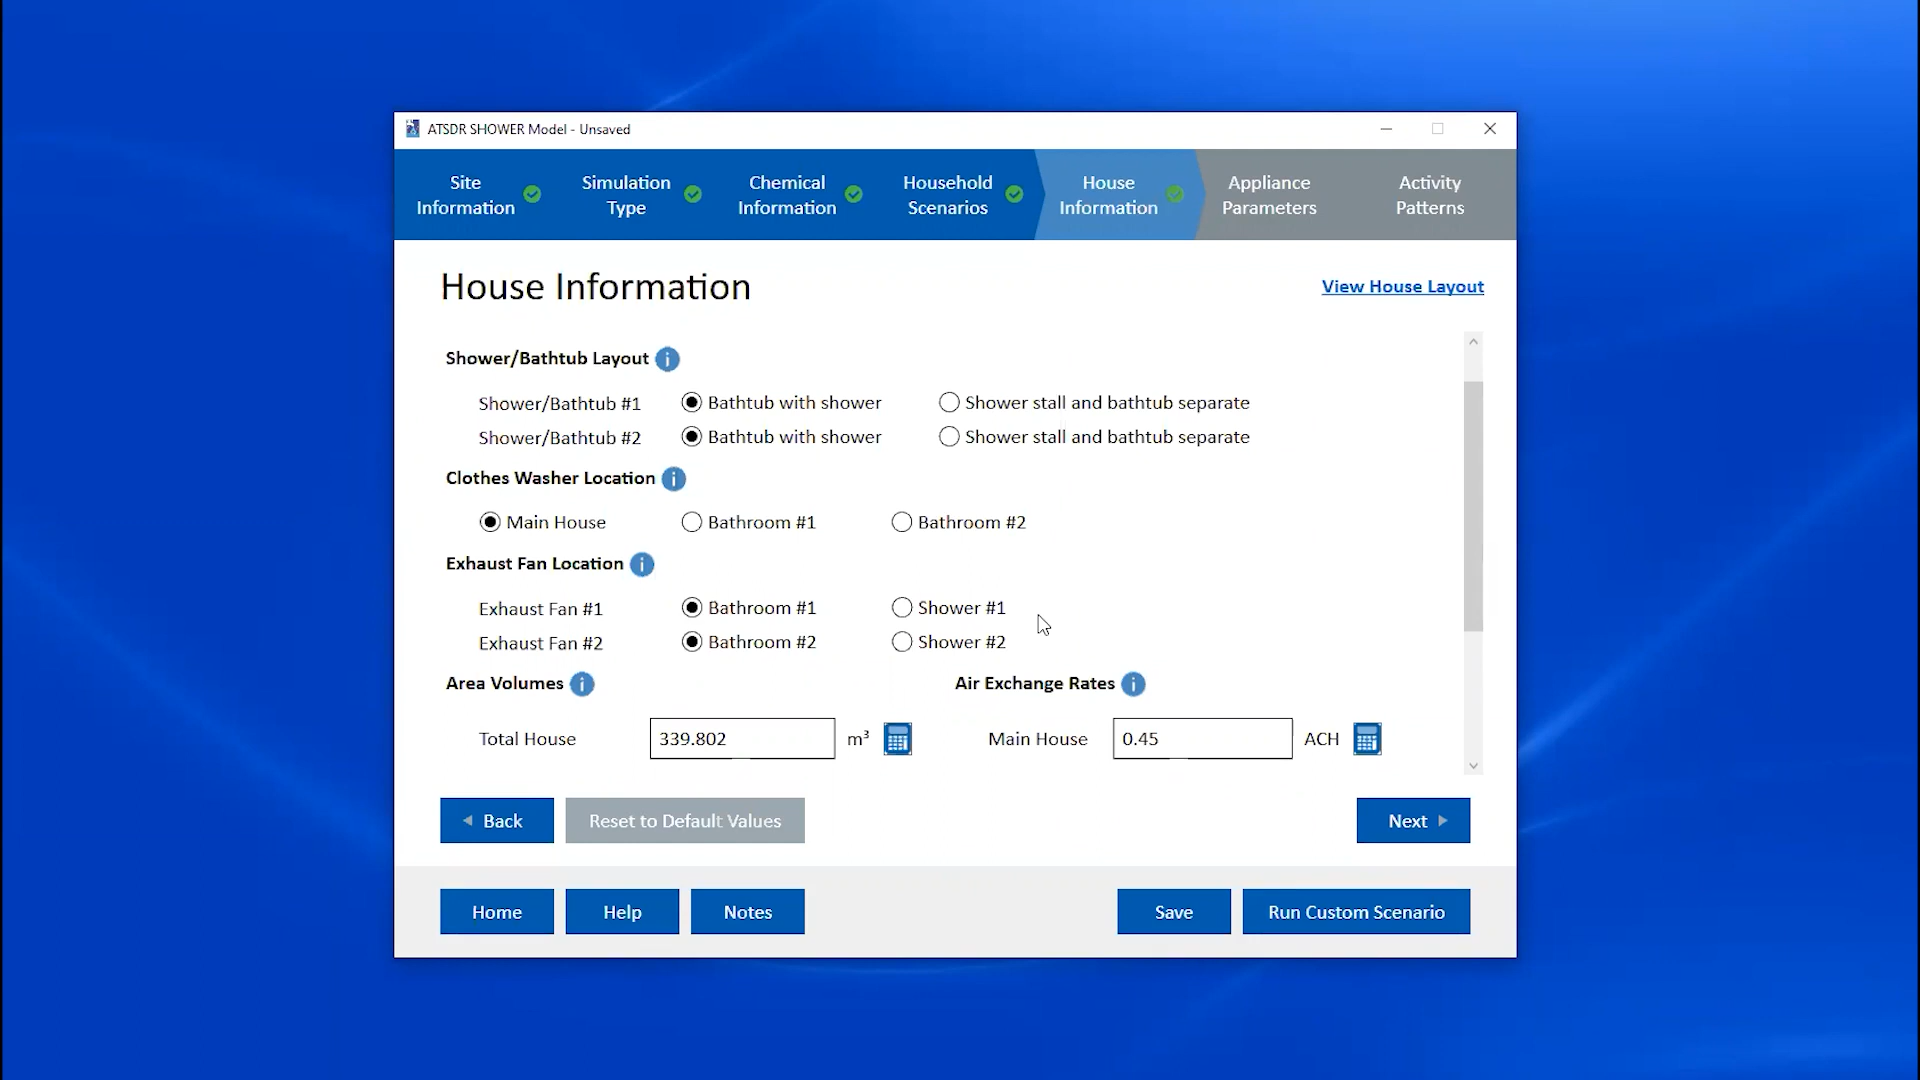 ATSDR SHOWER Model - Unsaved
Site Information
Simulation Type
Chemical Information
Household Scenarios
House Information
Appliance Parameters
Activity Patterns
House Information
View House Layout
Shower/Bathtub Layout
Shower/Bathtub #1 Bathtub with shower Shower stall and bathtub separate
Shower/Bathtub #2 Bathtub with shower Shower stall and bathtub separate
Clothes Washer Location
Main House Bathroom #1 Bathroom #2
Exhaust Fan Location
Exhaust Fan #1 Bathroom #1 Shower #1
Exhaust Fan #2 Bathroom #2 Shower #2
Area Volumes Air Exchange Rates
Total House 339.802 m³ Main House 0.45 ACH
Back Reset to Default Values Next
Home Help Notes Save Run Custom Scenario